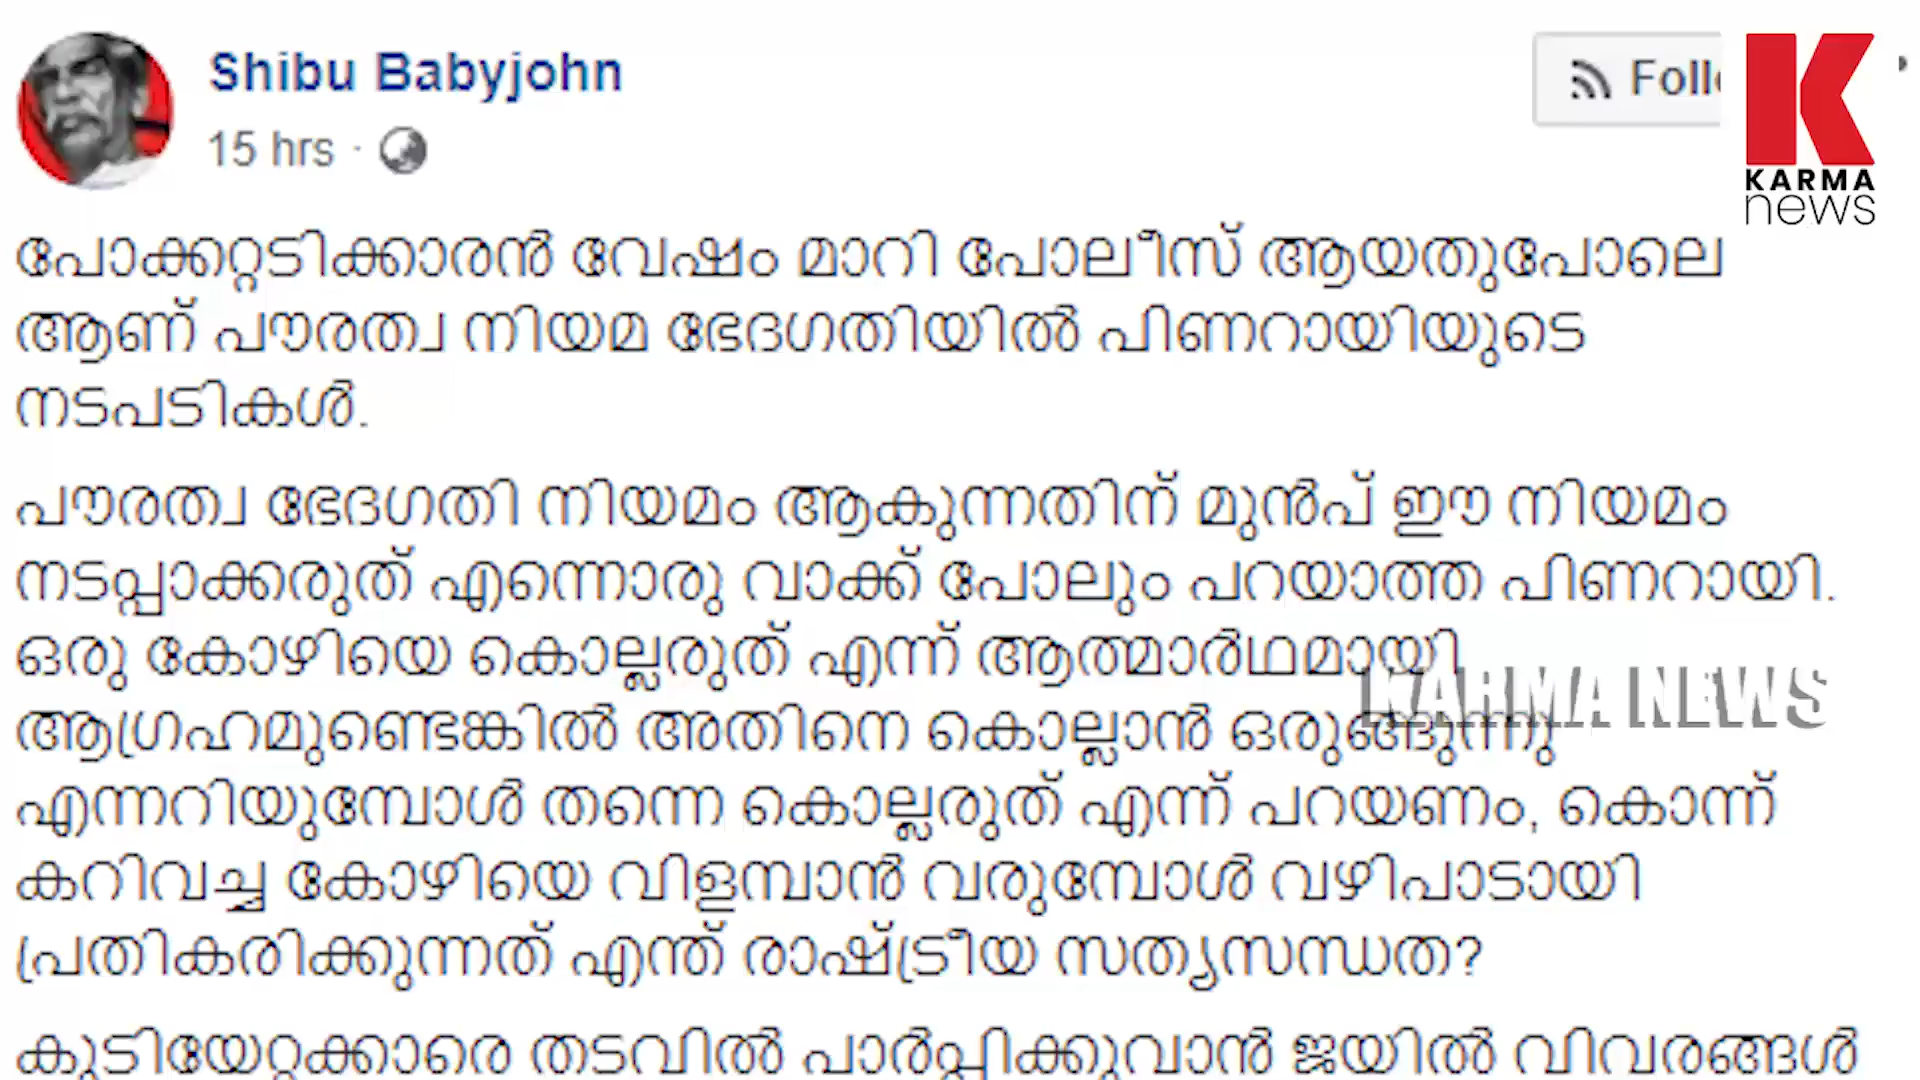 Shibu Babyjohn
15 hrs ·
Foll
KARMA
news
പോക്കറ്റടിക്കാരൻ വേഷം മാറി പോലീസ് ആയതുപോലെ
ആണ് പൗരത്വ നിയമ ഭേദഗതിയിൽ പിണറായിയുടെ
നടപടികൾ.
പൗരത്വ ഭേദഗതി നിയമം ആകുന്നതിന് മുൻപ് ഈ നിയമം
നടപ്പാക്കരുത് എന്നൊരു വാക്ക് പോലും പറയാത്ത പിണറായി.
ഒരു കോഴിയെ കൊല്ലരുത് എന്ന് ആത്മാർഥമായി
KARMA NEWS
ആഗ്രഹമുണ്ടെങ്കിൽ അതിനെ കൊല്ലാൻ ഒരുങ്ങുന്നു
എന്നറിയുമ്പോൾ തന്നെ കൊല്ലരുത് എന്ന് പറയണം, കൊന്ന്
കറിവച്ച കോഴിയെ വിളമ്പാൻ വരുമ്പോൾ വഴിപാടായി
പ്രതികരിക്കുന്നത് എന്ത് രാഷ്ട്രീയ സത്യസന്ധത?
കുടിയേറ്റക്കാരെ തടവിൽ പാർപ്പിക്കുവാൻ ജയിൽ വിവരങ്ങൾ